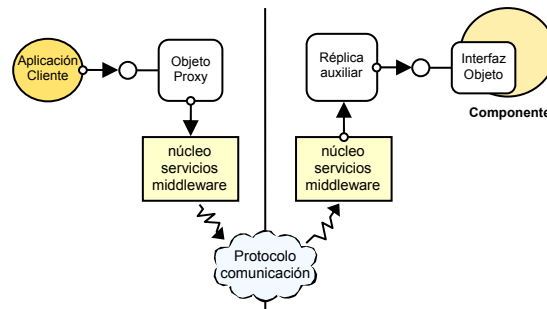 Aplicación
Cliente
Objeto
Proxy
núcleo
servicios
middleware
Protocolo
comunicación
núcleo
servicios
middleware
Réplica
auxiliar
Interfaz
Objeto
Componente